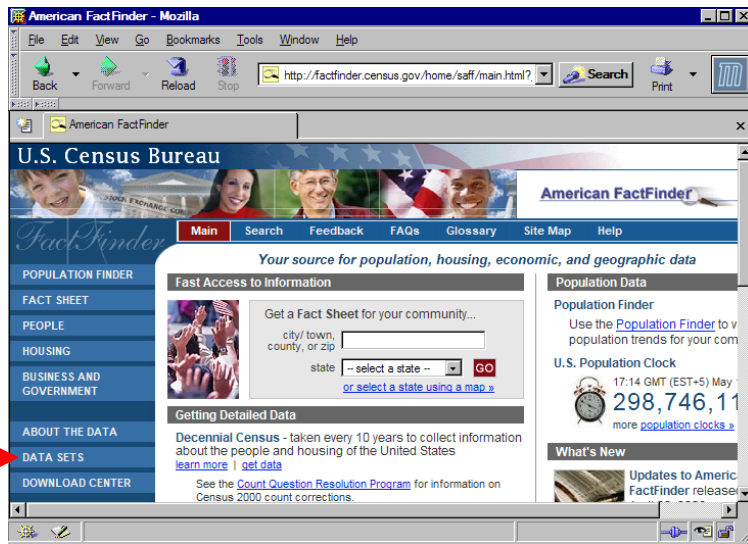 American FactFinder - Mozilla
File Edit View Go Bookmarks Tools Window Help
Back Forward Reload Stop http://factfinder.census.gov/home/saff/main.html? Search Print
American FactFinder
U.S. Census Bureau
STOCK EXCHANGE
American FactFinder
FactFinder
Main Search Feedback FAQs Glossary Site Map Help
Your source for population, housing, economic, and geographic data
POPULATION FINDER
FACT SHEET
PEOPLE
HOUSING
BUSINESS AND
GOVERNMENT
ABOUT THE DATA
DATA SETS
DOWNLOAD CENTER
Fast Access to Information
Get a Fact Sheet for your community...
city/ town,
county, or zip
state -- select a state -- GO
or select a state using a map »
Getting Detailed Data
Decennial Census - taken every 10 years to collect information
about the people and housing of the United States
learn more | get data
See the Count Question Resolution Program for information on
Census 2000 count corrections.
Population Data
Population Finder
Use the Population Finder to v
population trends for your com
U.S. Population Clock
17:14 GMT (EST+5) May
298,746,11
more population clocks »
What's New
Updates to Americ
FactFinder release